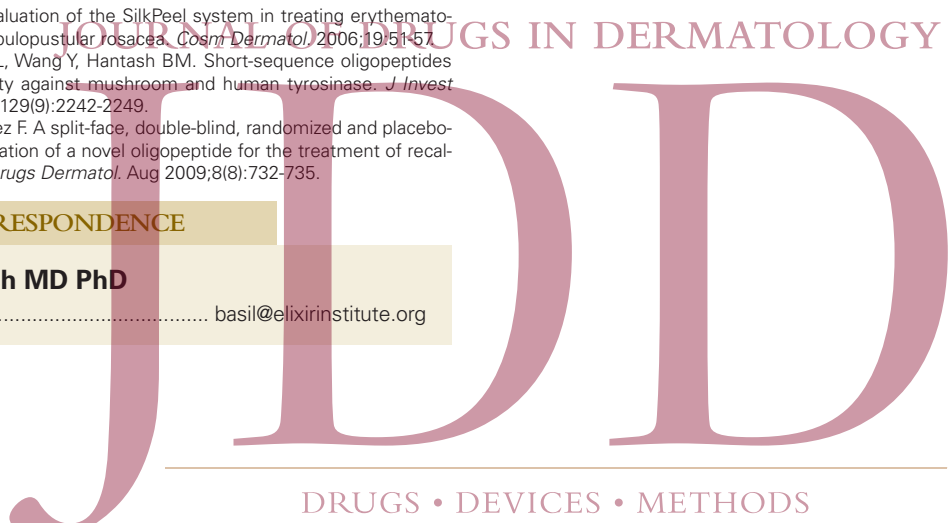 aluation of the SilkPeel system in treating erythemato-
JOURNAL OF DRUGS IN DERMATOLOGY
oulopustular rosacea. Cosm Dermatol. 2006;19:51-57.
L, Wang Y, Hantash BM. Short-sequence oligopeptides
ty against mushroom and human tyrosinase. J Invest
129(9):2242-2249.
ez F. A split-face, double-blind, randomized and placebo-
ation of a novel oligopeptide for the treatment of recal-
rugs Dermatol. Aug 2009;8(8):732-735.
RESPONDENCE
h MD PhD
.................................... basil@elixirinstitute.org
JDD
DRUGS • DEVICES • METHODS